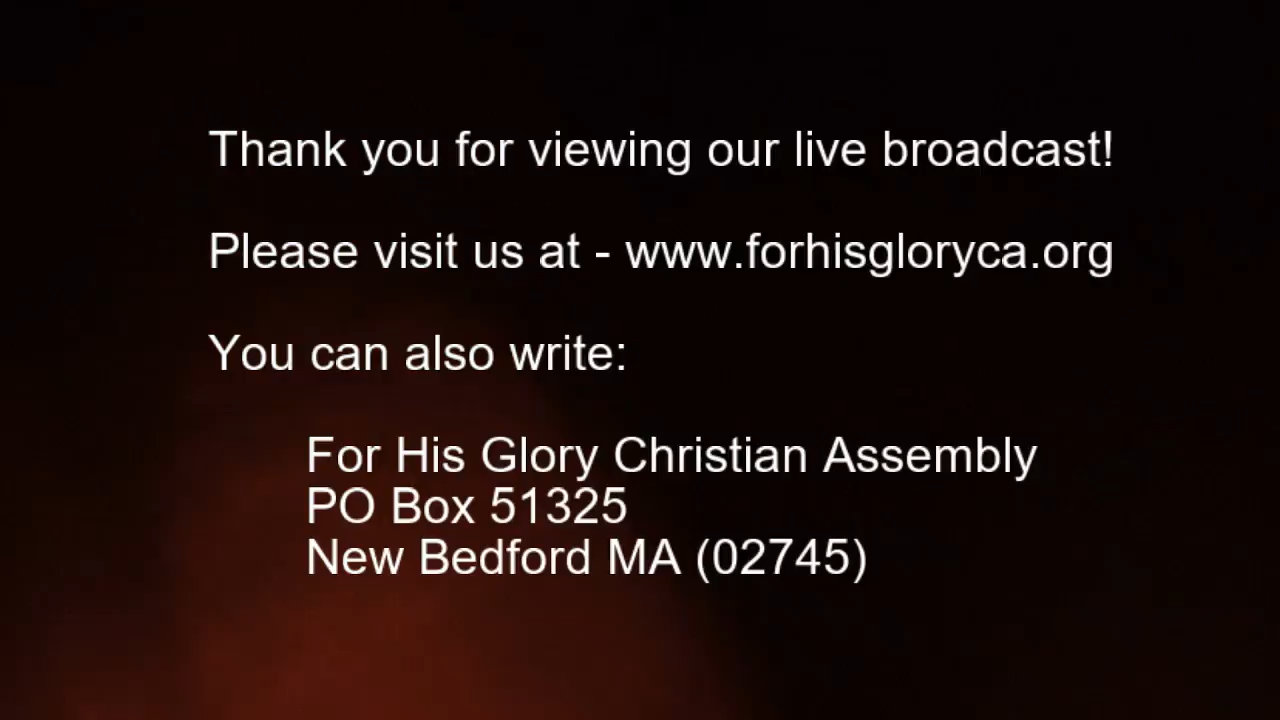 Thank you for viewing our live broadcast!
Please visit us at - www.forhisgloryca.org
You can also write:
For His Glory Christian Assembly
PO Box 51325
New Bedford MA (02745)